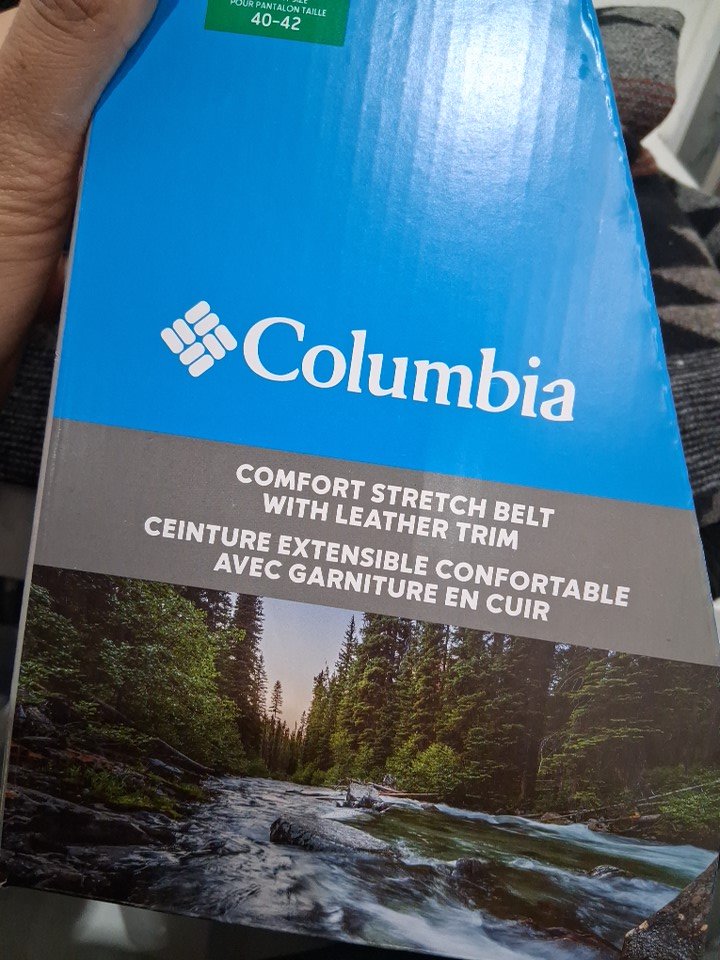 POUR PANTALON TAILLE
40-42
Columbia
COMFORT STRETCH BELT
WITH LEATHER TRIM
CEINTURE EXTENSIBLE CONFORTABLE
AVEC GARNITURE EN CUIR